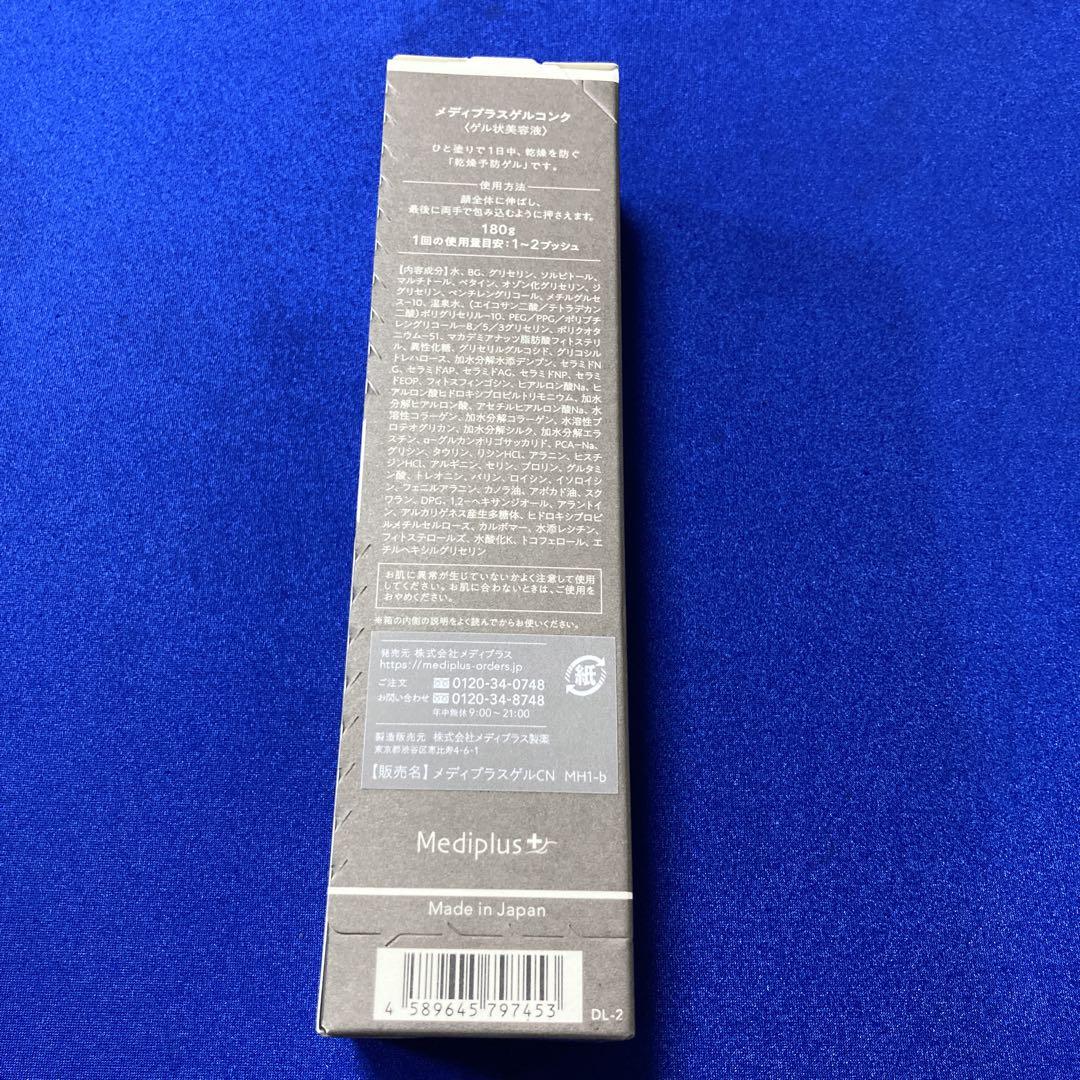 メディプラスゲルコンク
〈ゲル状美容液〉
ひと塗りで1日中、乾燥を防ぐ
「乾燥予防ゲル」です。
使用方法
顔全体に伸ばし、
最後に両手で包み込むように押さえます。
180g
1回の使用量目安：1〜2プッシュ
【内容成分】水、BG、グリセリン、ソルビトール、
マルチトール、ベタイン、オゾン化グリセリン、ジ
グリセリン、ペンチレングリコール、メチルグルセ
ス-10、温泉水、(エイコサン二酸/テトラデカン
二酸)ポリグリセリル-10、PEG/PPG/ポリブチ
レングリコール-8/5/3グリセリン、ポリクオタ
ニウム-51、マカデミアナッツ脂肪酸フィトステリ
ル、異性化糖、グリセリルグルコシド、グリコシル
トレハロース、加水分解水添デンプン、セラミドN
G、セラミドAP、セラミドAG、セラミドNP、セラミ
ドEOP、フィトスフィンゴシン、ヒアルロン酸Na、ヒ
アルロン酸ヒドロキシプロピルトリモニウム、加水
分解ヒアルロン酸、アセチルヒアルロン酸Na、水
溶性コラーゲン、加水分解コラーゲン、水溶性プ
ロテオグリカン、加水分解シルク、加水分解エラ
スチン、α-グルカンオリゴサッカリド、PCA-Na、
グリシン、タウリン、リシンHCl、アラニン、ヒスチ
ジンHCl、アルギニン、セリン、プロリン、グルタミ
ン酸、トレオニン、バリン、ロイシン、イソロイシ
ン、フェニルアラニン、カノラ油、アボカド油、スク
ワラン、DPG、1,2-ヘキサンジオール、アラントイ
ン、アルカリゲネス産生多糖体、ヒドロキシプロピ
ルメチルセルロース、カルボマー、水添レシチン、
フィトステロールズ、水酸化K、トコフェロール、エ
チルヘキシルグリセリン
お肌に異常が生じていないかよく注意して使用
してください。お肌に合わないときは、ご使用を
おやめください。
※箱の内側の説明をよく読んでからお使いください。
発売元 株式会社メディプラス
https://mediplus-orders.jp
紙
ご注文 0120-34-0748
お問い合わせ 0120-34-8748
年中無休 9:00〜21:00
製造販売元 株式会社メディプラス製薬
東京都渋谷区恵比寿4-6-1
【販売名】メディプラスゲルCN MH1-b
Mediplus+
Made in Japan
4 589645 797453
DL-2